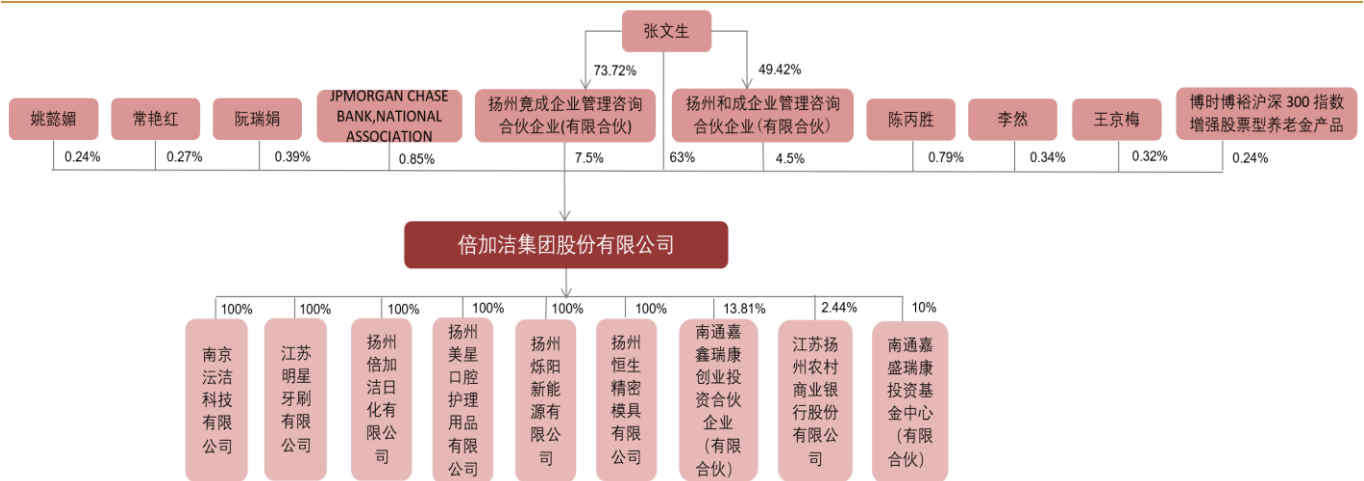 张文生
73.72%
49.42%
姚懿媚
常艳红
阮瑞娟
JPMORGAN CHASE
BANK,NATIONAL
ASSOCIATION
扬州竟成企业管理咨询
合伙企业(有限合伙)
扬州和成企业管理咨询
合伙企业（有限合伙）
陈丙胜
李然
王京梅
博时博裕沪深 300 指数
增强股票型养老金产品
0.24%
0.27%
0.39%
0.85%
7.5%
63%
4.5%
0.79%
0.34%
0.32%
0.24%
倍加洁集团股份有限公司
100%
100%
100%
100%
100%
100%
13.81%
2.44%
10%
南京
沄洁
科技
有限
公司
江苏
明星
牙刷
有限
公司
扬州
倍加
洁日
化有
限公
司
扬州
美星
口腔
护理
用品
有限
公司
扬州
烁阳
新能
源有
限公
司
扬州
恒生
精密
模具
有限
公司
南通嘉
鑫瑞康
创业投
资合伙
企业
（有限
合伙）
江苏扬
州农村
商业银
行股份
有限公
司
南通嘉
盛瑞康
投资基
金中心
（有限
合伙）